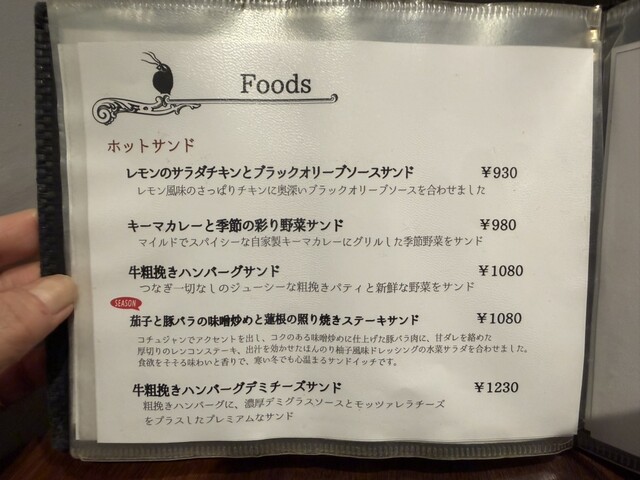 Foods
ホットサンド
レモンのサラダチキンとブラックオリーブソースサンド ¥930
レモン風味のさっぱりチキンに奥深いブラックオリーブソースを合わせました
キーマカレーと季節の彩り野菜サンド ¥980
マイルドでスパイシーな自家製キーマカレーにグリルした季節野菜をサンド
牛粗挽きハンバーグサンド ¥1080
つなぎ一切なしのジューシーな粗挽きパティと新鮮な野菜をサンド
SEASON
茄子と豚バラの味噌炒めと蓮根の照り焼きステーキサンド ¥1080
コチュジャンでアクセントを出し、コクのある味噌炒めに仕上げた豚バラ肉に、甘ダレを絡めた
厚切りのレンコンステーキ、出汁を効かせたほんのり柚子風味ドレッシングの水菜サラダを合わせました。
食欲をそそる味わいと香りで、寒い冬でも心温まるサンドイッチです。
牛粗挽きハンバーグデミチーズサンド ¥1230
粗挽きハンバーグに、濃厚デミグラスソースとモッツァレラチーズ
をプラスしたプレミアムなサンド